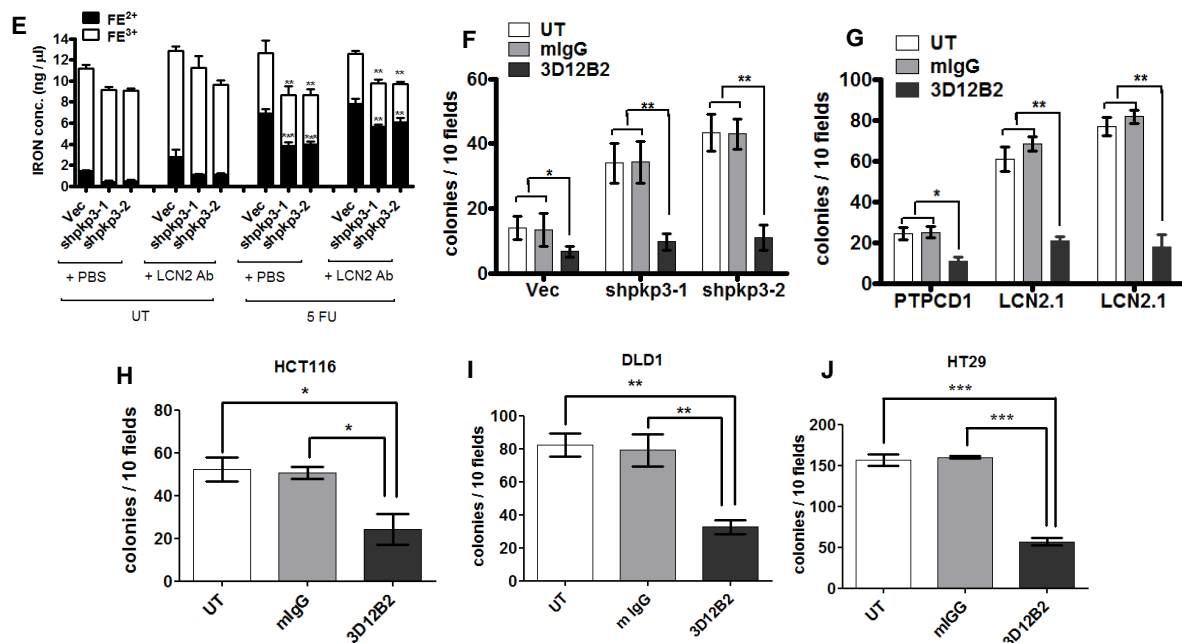 E
FE2+
FE3+
IRON conc. (ng / µl)
14
12
10
8
6
4
2
0
** **
*** ***
** **
** **
Vec shpkp3-1 shpkp3-2 Vec shpkp3-1 shpkp3-2 Vec shpkp3-1 shpkp3-2 Vec shpkp3-1 shpkp3-2
+ PBS + LCN2 Ab + PBS + LCN2 Ab
UT 5 FU
F
UT
mIgG
3D12B2
colonies / 10 fields
60
40
20
0
* ** **
Vec shpkp3-1 shpkp3-2
G
UT
mIgG
3D12B2
colonies / 10 fields
100
80
60
40
20
0
* ** **
PTPCD1 LCN2.1 LCN2.1
H
HCT116
colonies / 10 fields
80
60
40
20
0
*
*
UT mIgG 3D12B2
I
DLD1
colonies / 10 fields
100
80
60
40
20
0
**
**
UT m IgG 3D12B2
J
HT29
colonies / 10 fields
200
150
100
50
0
***
***
UT mIGG 3D12B2